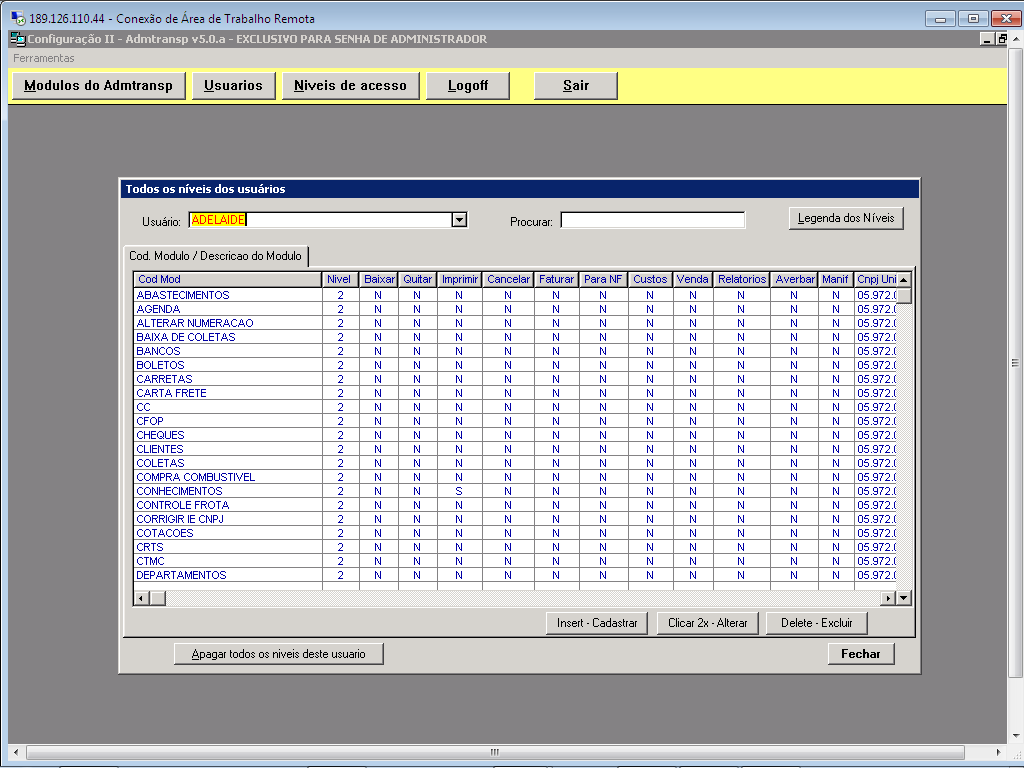 189.126.110.44 - Conexão de Área de Trabalho Remota
Configuração II - Admtransp v5.0.a - EXCLUSIVO PARA SENHA DE ADMINISTRADOR
Ferramentas
Modulos do Admtransp Usuarios Niveis de acesso Logoff Sair
Todos os níveis dos usuários
Usuário: ADELAIDE Procurar: Legenda dos Níveis
Cod. Modulo / Descricao do Modulo
Cod Mod Nivel Baixar Quitar Imprimir Cancelar Faturar Para NF Custos Venda Relatorios Averbar Manif Cnpj Uni
ABASTECIMENTOS 2 N N N N N N N N N N N 05.972.0
AGENDA 2 N N N N N N N N N N N 05.972.0
ALTERAR NUMERACAO 2 N N N N N N N N N N N 05.972.0
BAIXA DE COLETAS 2 N N N N N N N N N N N 05.972.0
BANCOS 2 N N N N N N N N N N N 05.972.0
BOLETOS 2 N N N N N N N N N N N 05.972.0
CARRETAS 2 N N N N N N N N N N N 05.972.0
CARTA FRETE 2 N N N N N N N N N N N 05.972.0
CC 2 N N N N N N N N N N N 05.972.0
CFOP 2 N N N N N N N N N N N 05.972.0
CHEQUES 2 N N N N N N N N N N N 05.972.0
CLIENTES 2 N N N N N N N N N N N 05.972.0
COLETAS 2 N N N N N N N N N N N 05.972.0
COMPRA COMBUSTIVEL 2 N N N N N N N N N N N 05.972.0
CONHECIMENTOS 2 N N S N N N N N N N N 05.972.0
CONTROLE FROTA 2 N N N N N N N N N N N 05.972.0
CORRIGIR IE CNPJ 2 N N N N N N N N N N N 05.972.0
COTACOES 2 N N N N N N N N N N N 05.972.0
CRTS 2 N N N N N N N N N N N 05.972.0
CTMC 2 N N N N N N N N N N N 05.972.0
DEPARTAMENTOS 2 N N N N N N N N N N N 05.972.0
Insert - Cadastrar Clicar 2x - Alterar Delete - Excluir
Apagar todos os niveis deste usuario Fechar